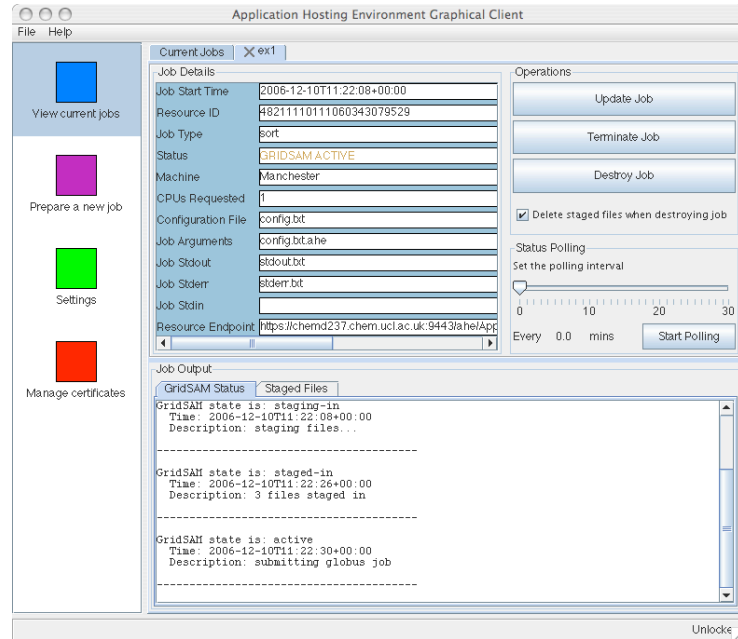 Application Hosting Environment Graphical Client
File Help
View current jobs
Prepare a new job
Settings
Manage certificates
Current Jobs ex1
Job Details
Job Start Time 2006-12-10T11:22:08+00:00
Resource ID 48211110111060343079529
Job Type sort
Status GRIDSAM ACTIVE
Machine Manchester
CPUs Requested 1
Configuration File config.txt
Job Arguments config.txt.ahe
Job Stdout stdout.txt
Job Stderr stderr.txt
Job Stdin
Resource Endpoint https://chemd237.chem.ucl.ac.uk:9443/ahe/App
Operations
Update Job
Terminate Job
Destroy Job
Delete staged files when destroying job
Status Polling
Set the polling interval
0 10 20 30
Every 0.0 mins Start Polling
Job Output
GridSAM Status Staged Files
GridSAM state is: staging-in
Time: 2006-12-10T11:22:08+00:00
Description: staging files...
----------------------------------------
GridSAM state is: staged-in
Time: 2006-12-10T11:22:26+00:00
Description: 3 files staged in
----------------------------------------
GridSAM state is: active
Time: 2006-12-10T11:22:30+00:00
Description: submitting globus job
----------------------------------------
Unlocke